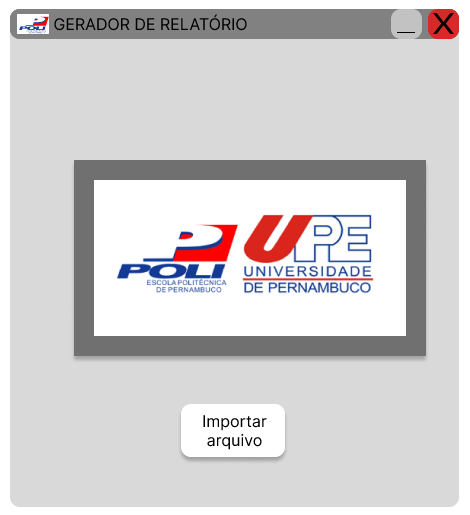 POLI GERADOR DE RELATÓRIO _ X
POLI
ESCOLA POLITÉCNICA
DE PERNAMBUCO
UPE
UNIVERSIDADE
DE PERNAMBUCO
Importar
arquivo